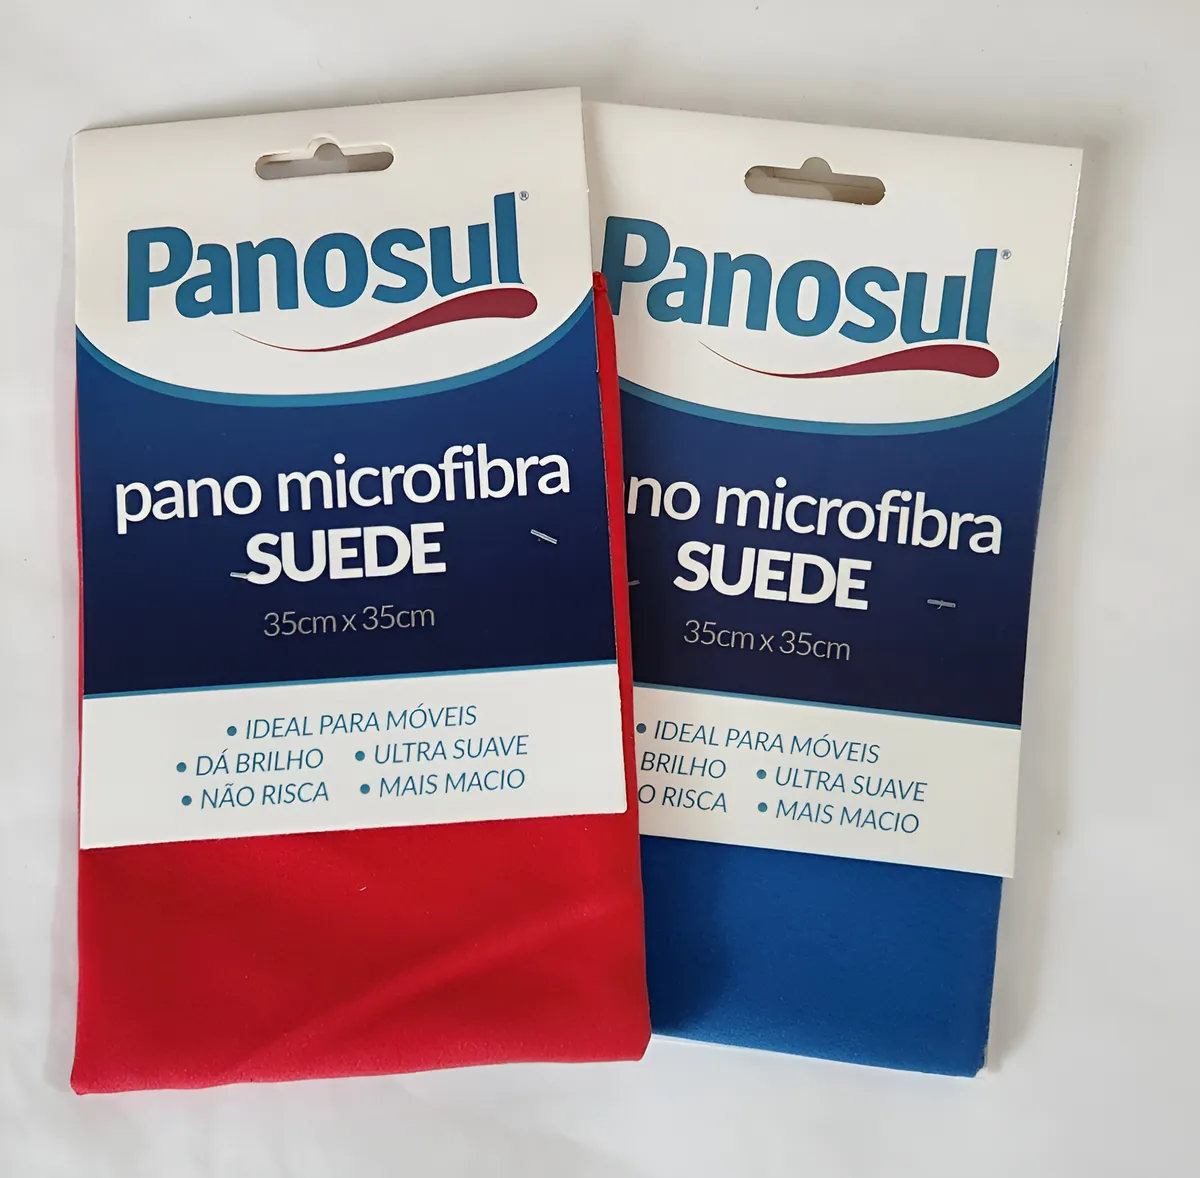 Panosul®
pano microfibra
SUEDE
35cm x 35cm
• IDEAL PARA MÓVEIS
• DÁ BRILHO • ULTRA SUAVE
• NÃO RISCA • MAIS MACIO
Panosul®
no microfibra
SUEDE
35cm x 35cm
• IDEAL PARA MÓVEIS
BRILHO • ULTRA SUAVE
O RISCA • MAIS MACIO